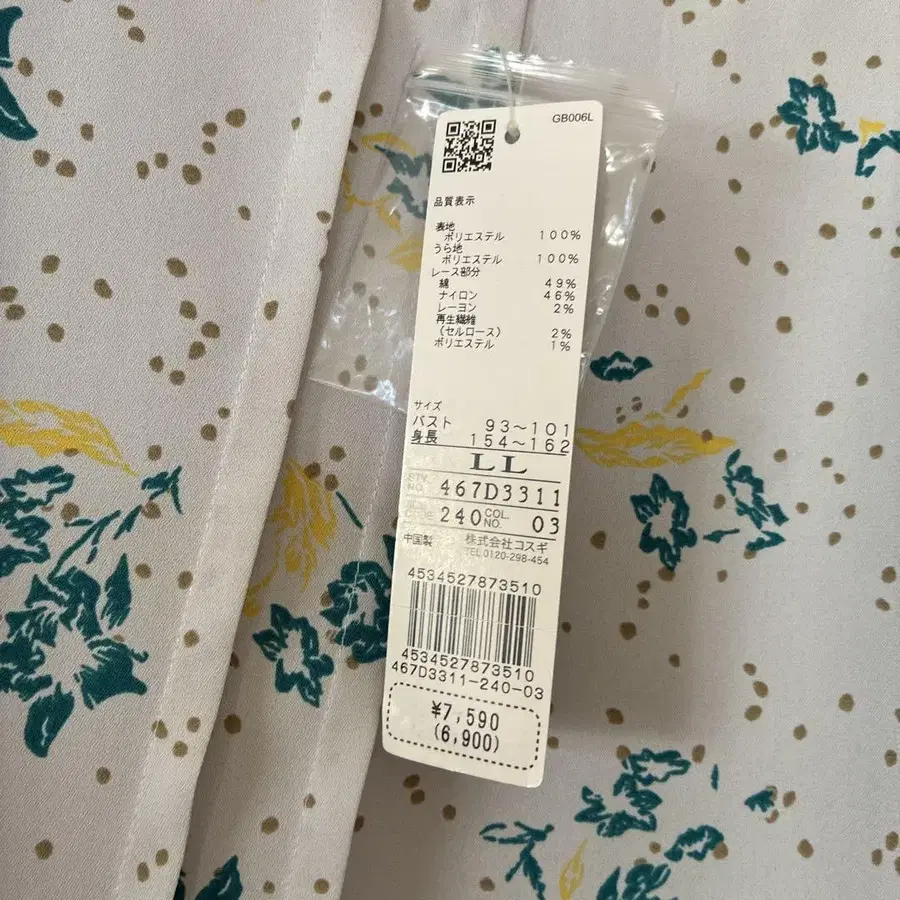 GB006L
品質表示
表地
ポリエステル 100%
うら地
ポリエステル 100%
レース部分
綿 49%
ナイロン 46%
レーヨン 2%
再生繊維
(セルロース) 2%
ポリエステル 1%
サイズ
バスト 93~101
身長 154~162
LL
STY. NO. 467D3311
240 COL. NO. 03
中国製 株式会社コスギ
TEL 0120-298-454
4534527873510
4534527873510
467D3311-240-03
¥7,590
(6,900)